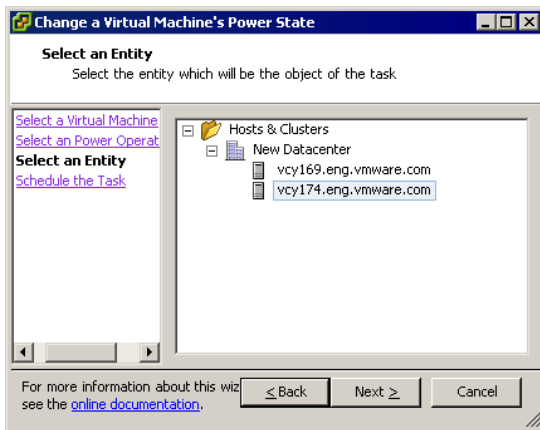 Change a Virtual Machine's Power State
Select an Entity
Select the entity which will be the object of the task
Select a Virtual Machine
Select an Power Operat
Select an Entity
Schedule the Task
Hosts & Clusters
New Datacenter
vcy169.eng.vmware.com
vcy174.eng.vmware.com
For more information about this wiz
see the online documentation.
< Back
Next >
Cancel